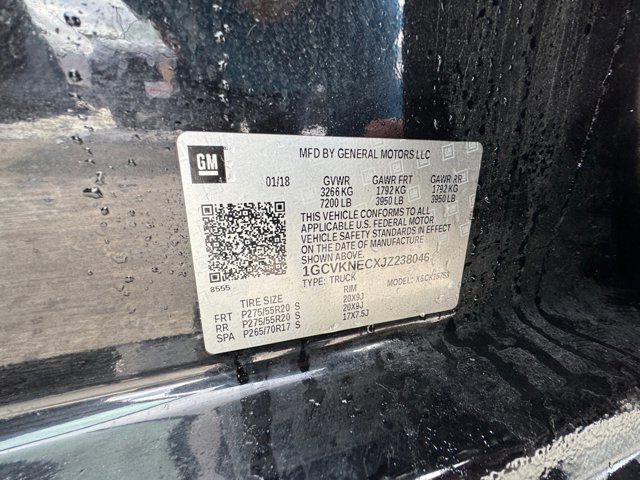 GM
MFD BY GENERAL MOTORS LLC
01/18 GVWR GAWR FRT GAWR RR
3266 KG 1792 KG 1792 KG
7200 LB 3950 LB 3950 LB
THIS VEHICLE CONFORMS TO ALL
APPLICABLE U.S. FEDERAL MOTOR
VEHICLE SAFETY STANDARDS IN EFFECT
ON THE DATE OF MANUFACTURE
SHOWN ABOVE.
1GCVKNECXJZ238046
8555 TYPE: TRUCK MODEL:
TIRE SIZE RIM
FRT P275/55R20 S 20X9J
RR P275/55R20 S 20X9J
SPA P265/70R17 S 17X7.5J